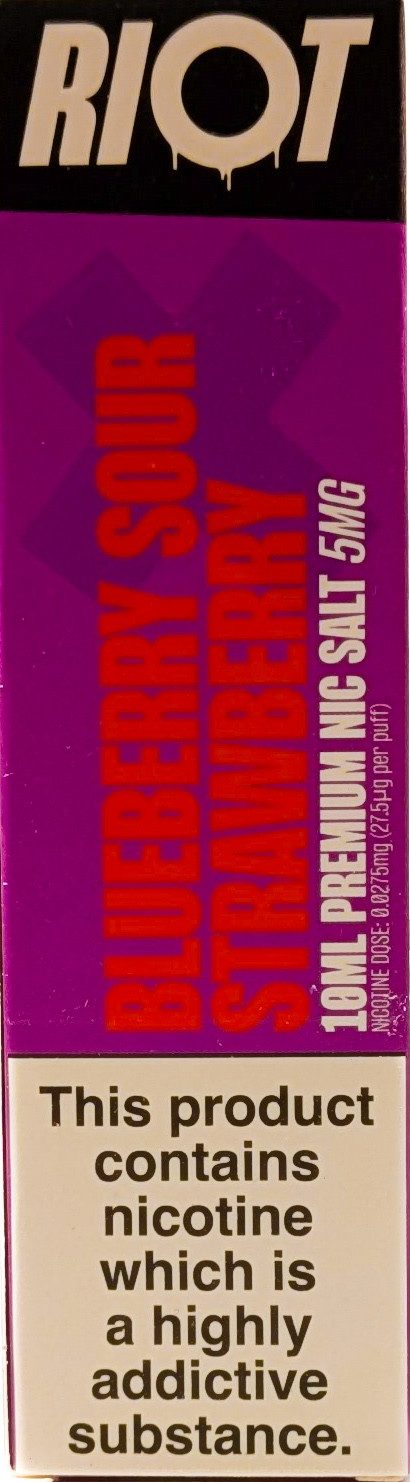 RIOT
BLUEBERRY SOUR
STRAWBERRY
10ML PREMIUM NIC SALT 5MG
NICOTINE DOSE: 0.0275mg (27.5µg per puff)
This product
contains
nicotine
which is
a highly
addictive
substance.